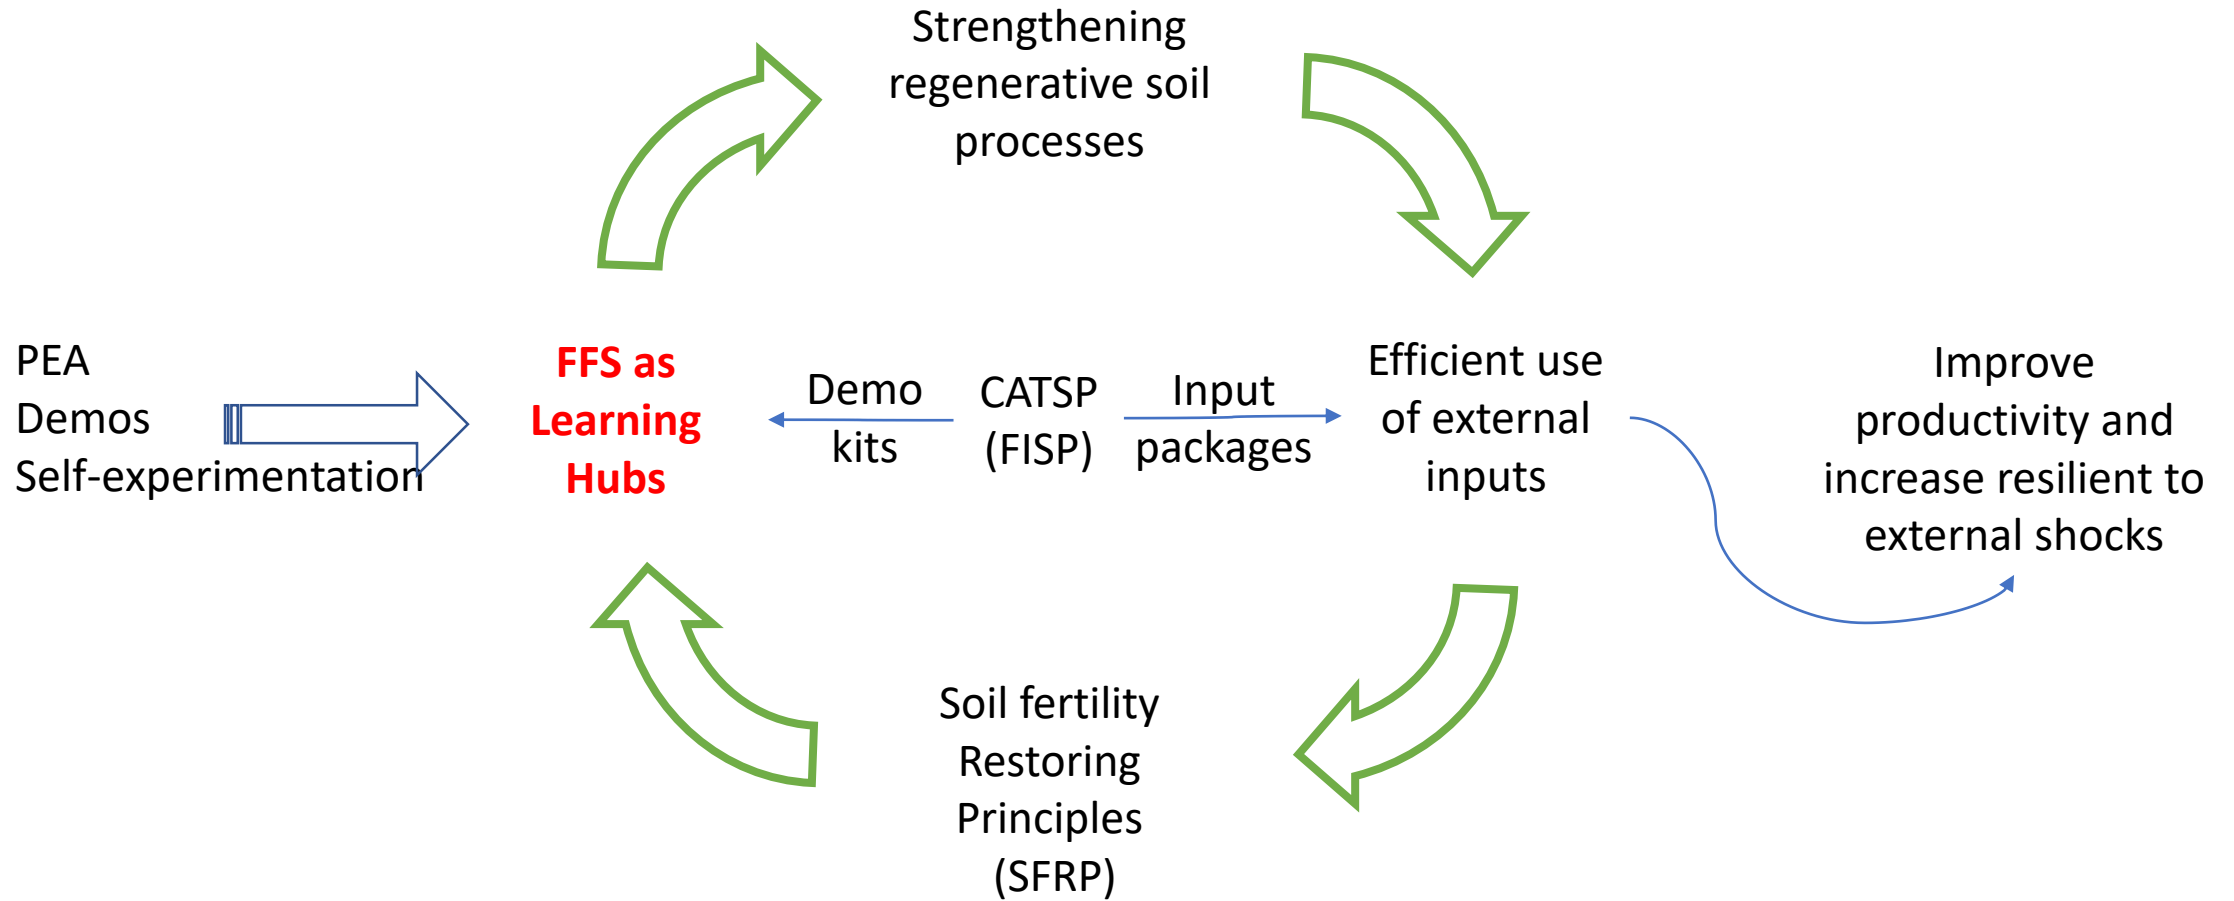 Strengthening
regenerative soil
processes
PEA
Demos
Self-experimentation
FFS as
Learning
Hubs
Demo
kits
CATSP
(FISP)
Input
packages
Efficient use
of external
inputs
Improve
productivity and
increase resilient to
external shocks
Soil fertility
Restoring
Principles
(SFRP)